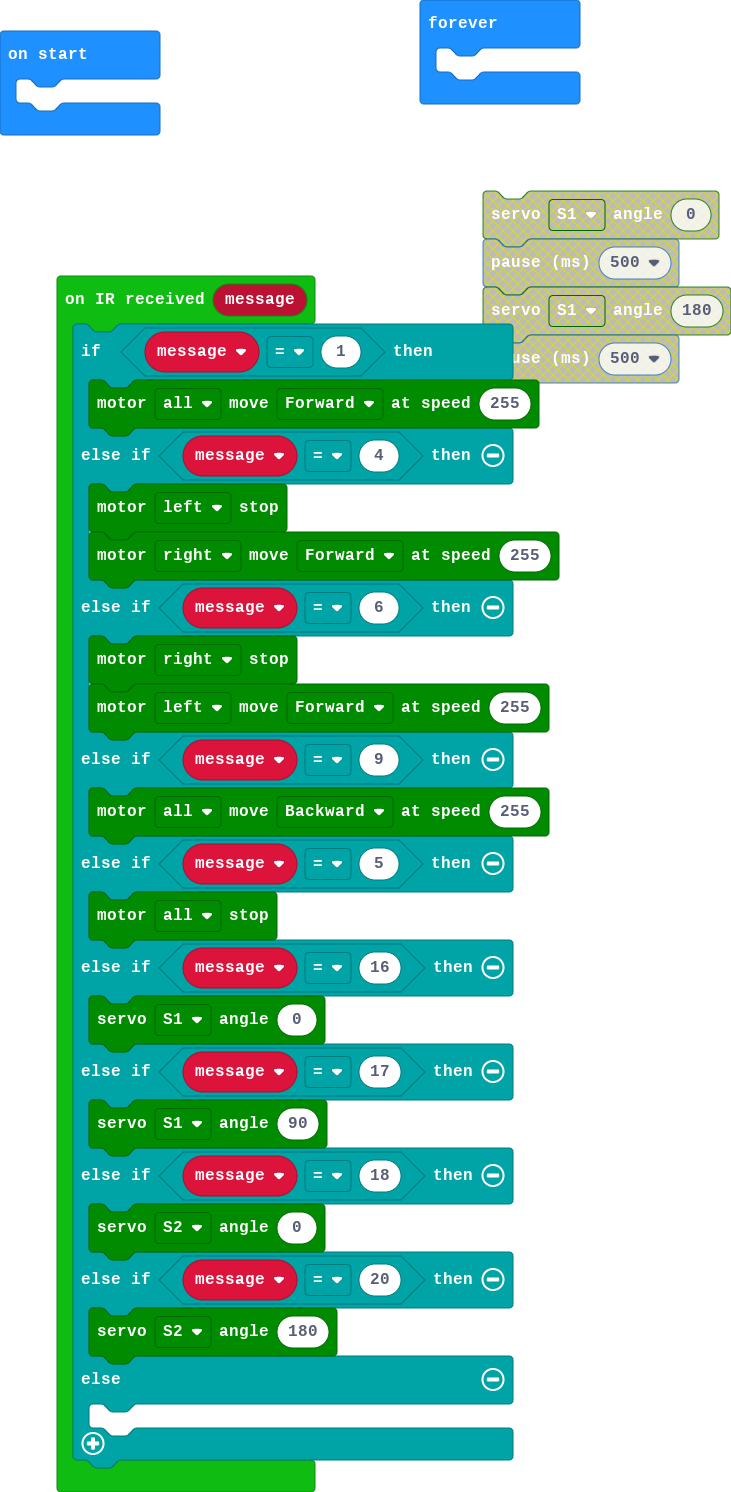 on start
forever
servo S1 angle 0
pause (ms) 500
servo S1 angle 180
use (ms) 500
on IR received message
if message = 1 then
motor all move Forward at speed 255
else if message = 4 then
motor left stop
motor right move Forward at speed 255
else if message = 6 then
motor right stop
motor left move Forward at speed 255
else if message = 9 then
motor all move Backward at speed 255
else if message = 5 then
motor all stop
else if message = 16 then
servo S1 angle 0
else if message = 17 then
servo S1 angle 90
else if message = 18 then
servo S2 angle 0
else if message = 20 then
servo S2 angle 180
else